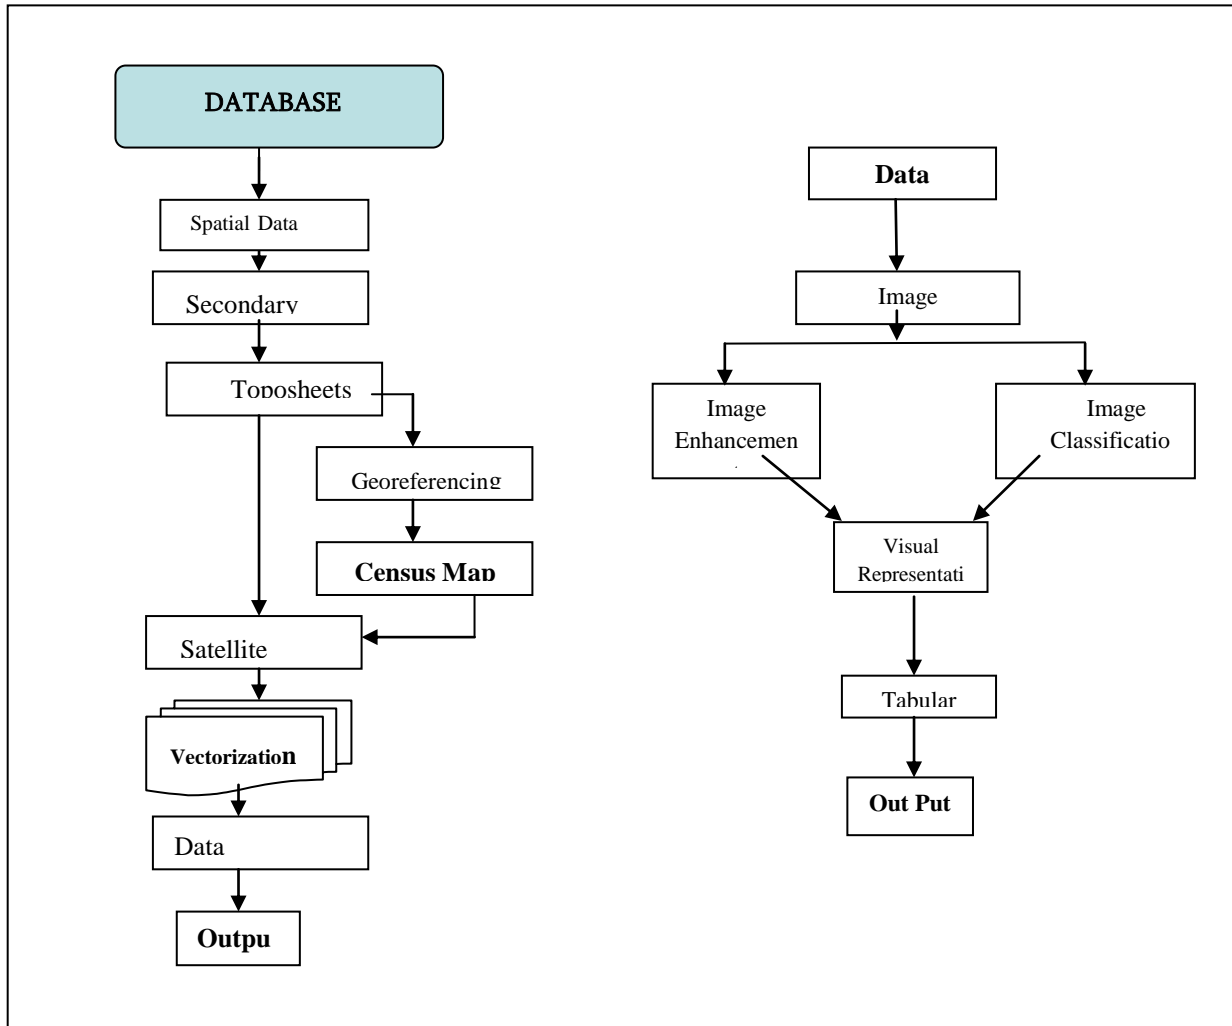 DATABASE
Spatial Data
Secondary
Toposheets
Georeferencing
Census Map
Satellite
Vectorization
Data
Outpu
Data
Image
Image
Enhancemen
Image
Classificatio
Visual
Representati
Tabular
Out Put